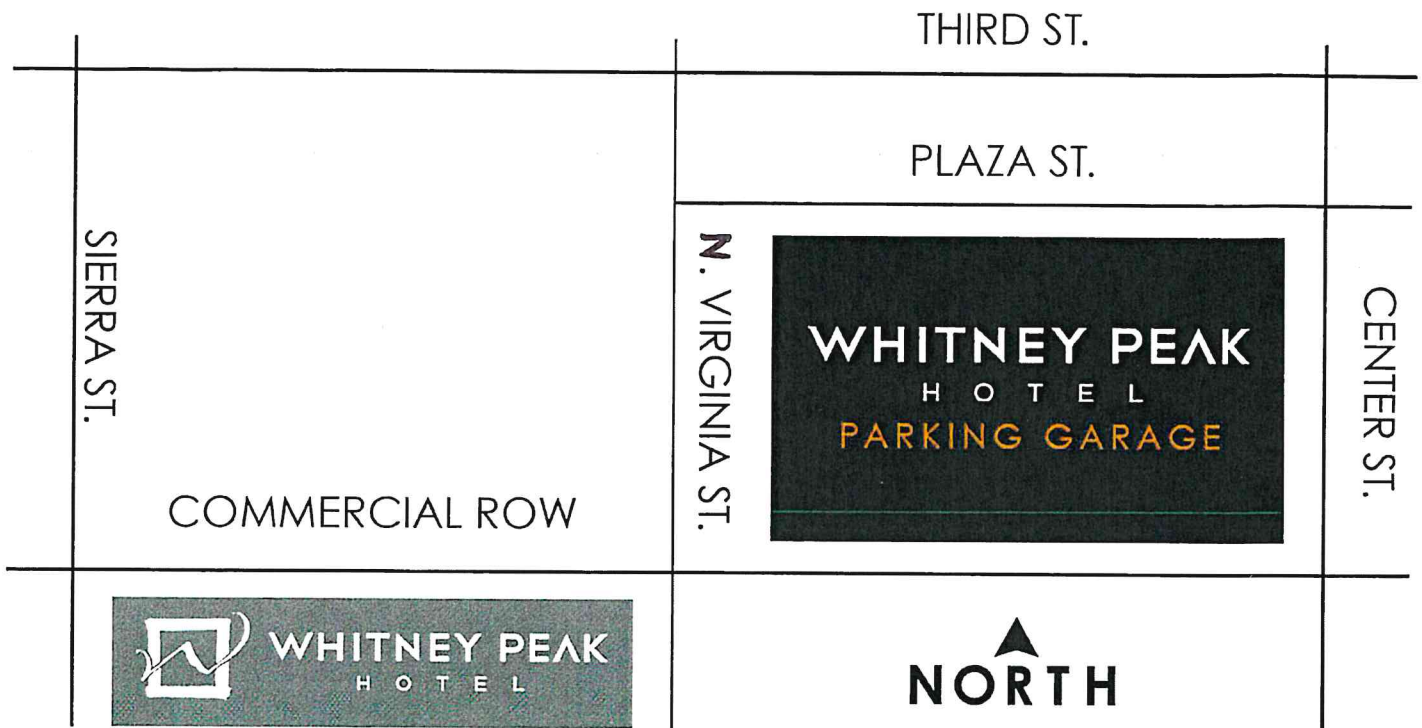 THIRD ST.
PLAZA ST.
SIERRA ST.
N. VIRGINIA ST.
WHITNEY PEAK
HOTEL
PARKING GARAGE
CENTER ST.
COMMERCIAL ROW
WHITNEY PEAK
HOTEL
NORTH